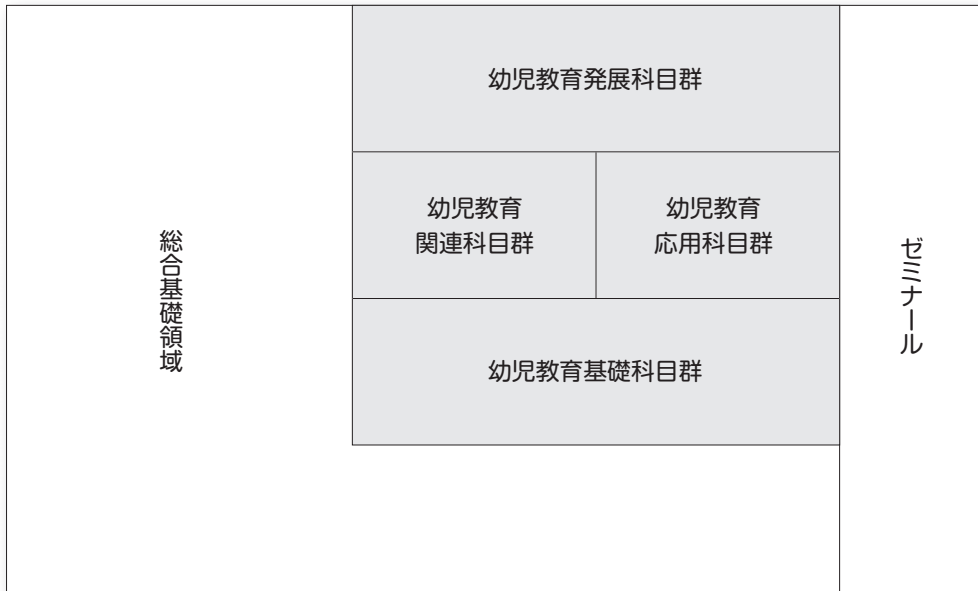 幼児教育発展科目群
幼児教育
関連科目群
幼児教育
応用科目群
総合基礎領域
ゼミナール
幼児教育基礎科目群